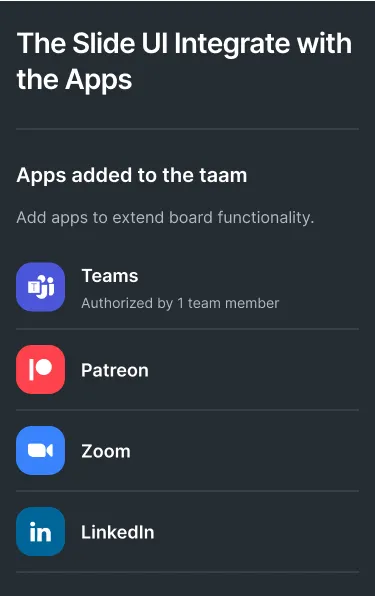 The Slide UI Integrate with
the Apps
Apps added to the taam
Add apps to extend board functionality.
T
Teams
Authorized by 1 team member
Patreon
Zoom
in
LinkedIn